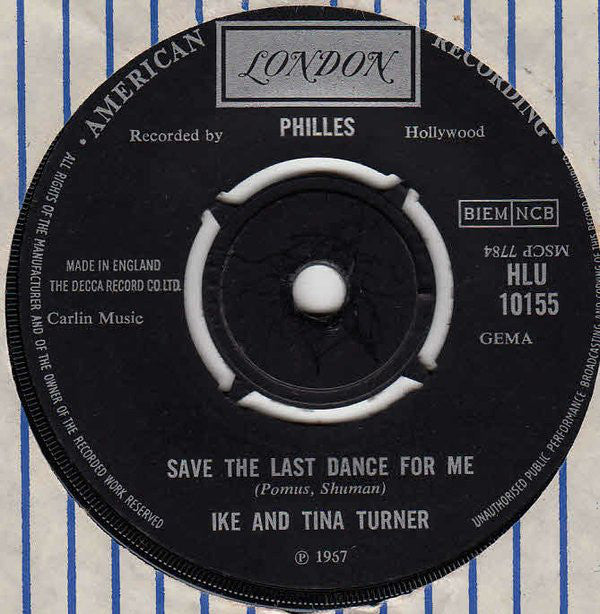 · AMERICAN RECORDING ·
LONDON
Recorded by PHILLES Hollywood
BIEM NCB
MSCP 7784
HLU
10155
GEMA
MADE IN ENGLAND
THE DECCA RECORD CO. LTD.
Carlin Music
SAVE THE LAST DANCE FOR ME
(Pomus, Shuman)
IKE AND TINA TURNER
℗ 1967
ALL RIGHTS OF THE MANUFACTURER AND OF THE OWNER OF THE RECORDED WORK RESERVED
UNAUTHORISED PUBLIC PERFORMANCE BROADCASTING AND COPYING OF THIS RECORD